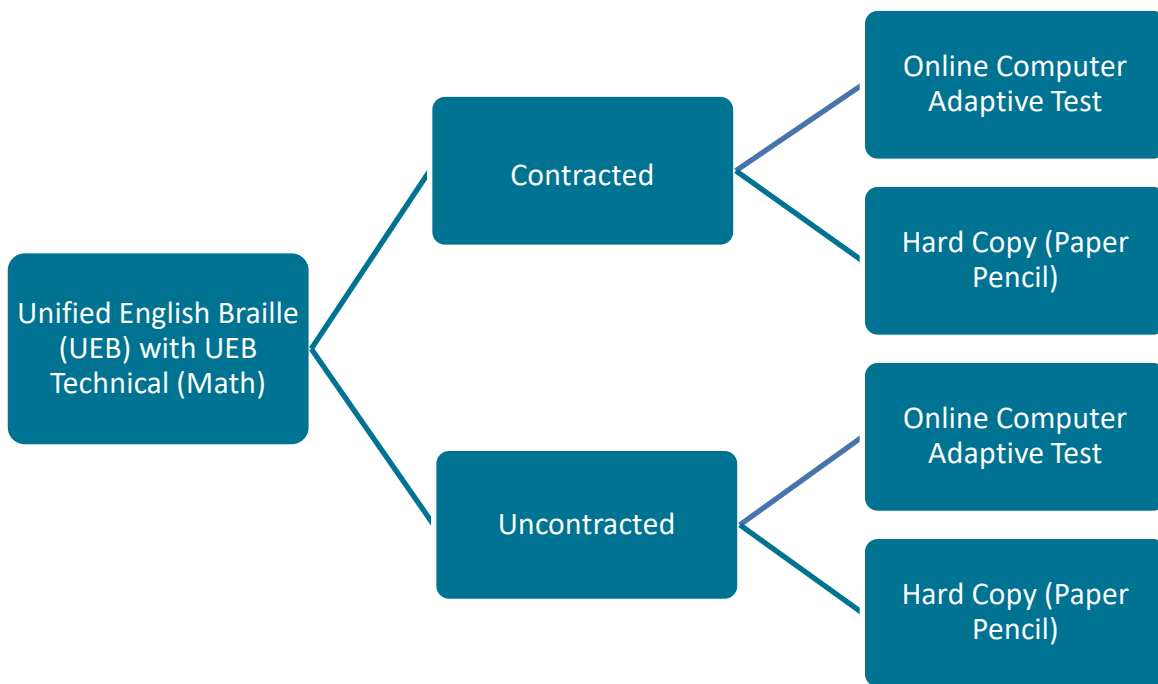 Unified English Braille
(UEB) with UEB
Technical (Math)
Contracted
Online Computer
Adaptive Test
Hard Copy (Paper
Pencil)
Uncontracted
Online Computer
Adaptive Test
Hard Copy (Paper
Pencil)